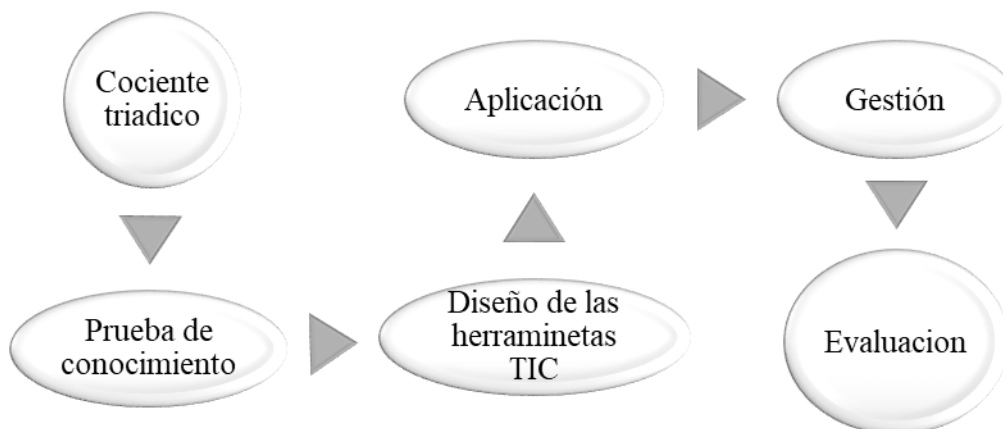 Cociente
triadico
Prueba de
conocimiento
Diseño de las
herraminetas
TIC
Aplicación
Gestión
Evaluacion